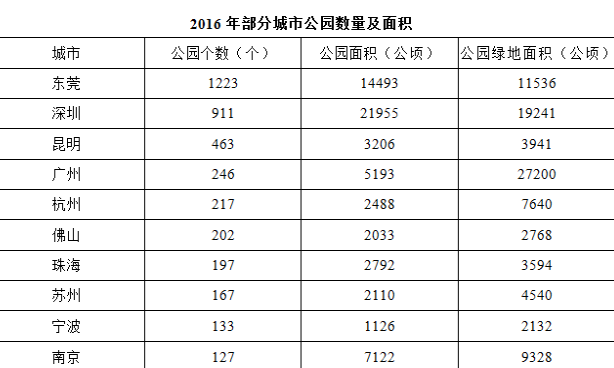 2016 年部分城市公园数量及面积
城市 公园个数（个） 公园面积（公顷） 公园绿地面积（公顷）
东莞 1223 14493 11536
深圳 911 21955 19241
昆明 463 3206 3941
广州 246 5193 27200
杭州 217 2488 7640
佛山 202 2033 2768
珠海 197 2792 3594
苏州 167 2110 4540
宁波 133 1126 2132
南京 127 7122 9328